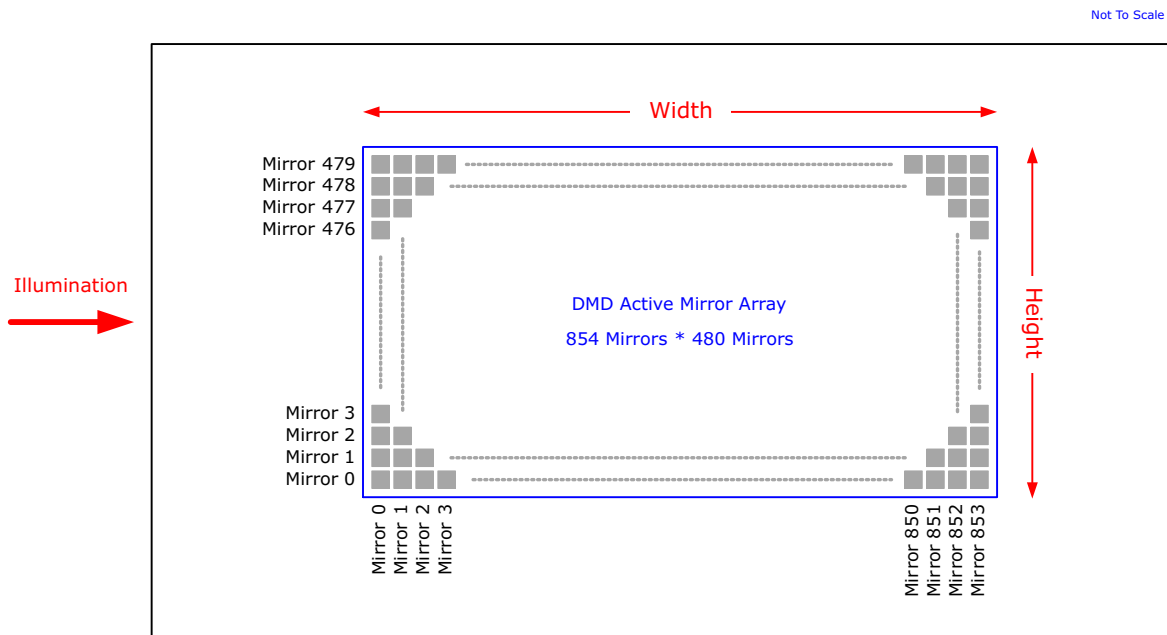 Not To Scale
Width
Mirror 479
Mirror 478
Mirror 477
Mirror 476
Illumination
DMD Active Mirror Array
854 Mirrors * 480 Mirrors
Height
Mirror 3
Mirror 2
Mirror 1
Mirror 0
Mirror 0
Mirror 1
Mirror 2
Mirror 3
Mirror 850
Mirror 851
Mirror 852
Mirror 853